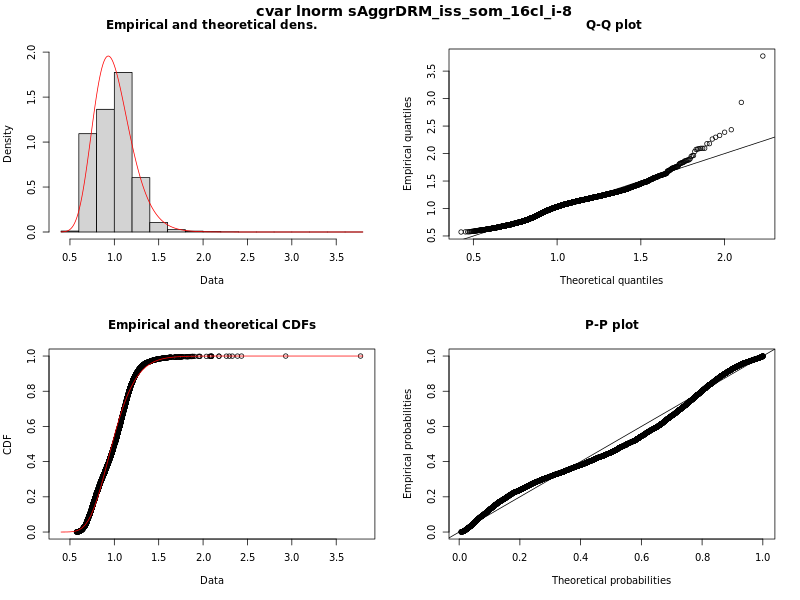 cvar lnorm sAggrDRM_iss_som_16cl_i-8
Empirical and theoretical dens.
Density
0.0 0.5 1.0 1.5 2.0
0.5 1.0 1.5 2.0 2.5 3.0 3.5
Data
Q-Q plot
Empirical quantiles
0.5 1.0 1.5 2.0 2.5 3.0 3.5
0.5 1.0 1.5 2.0
Theoretical quantiles
Empirical and theoretical CDFs
CDF
0.0 0.2 0.4 0.6 0.8 1.0
0.5 1.0 1.5 2.0 2.5 3.0 3.5
Data
P-P plot
Empirical probabilities
0.0 0.2 0.4 0.6 0.8 1.0
0.0 0.2 0.4 0.6 0.8 1.0
Theoretical probabilities